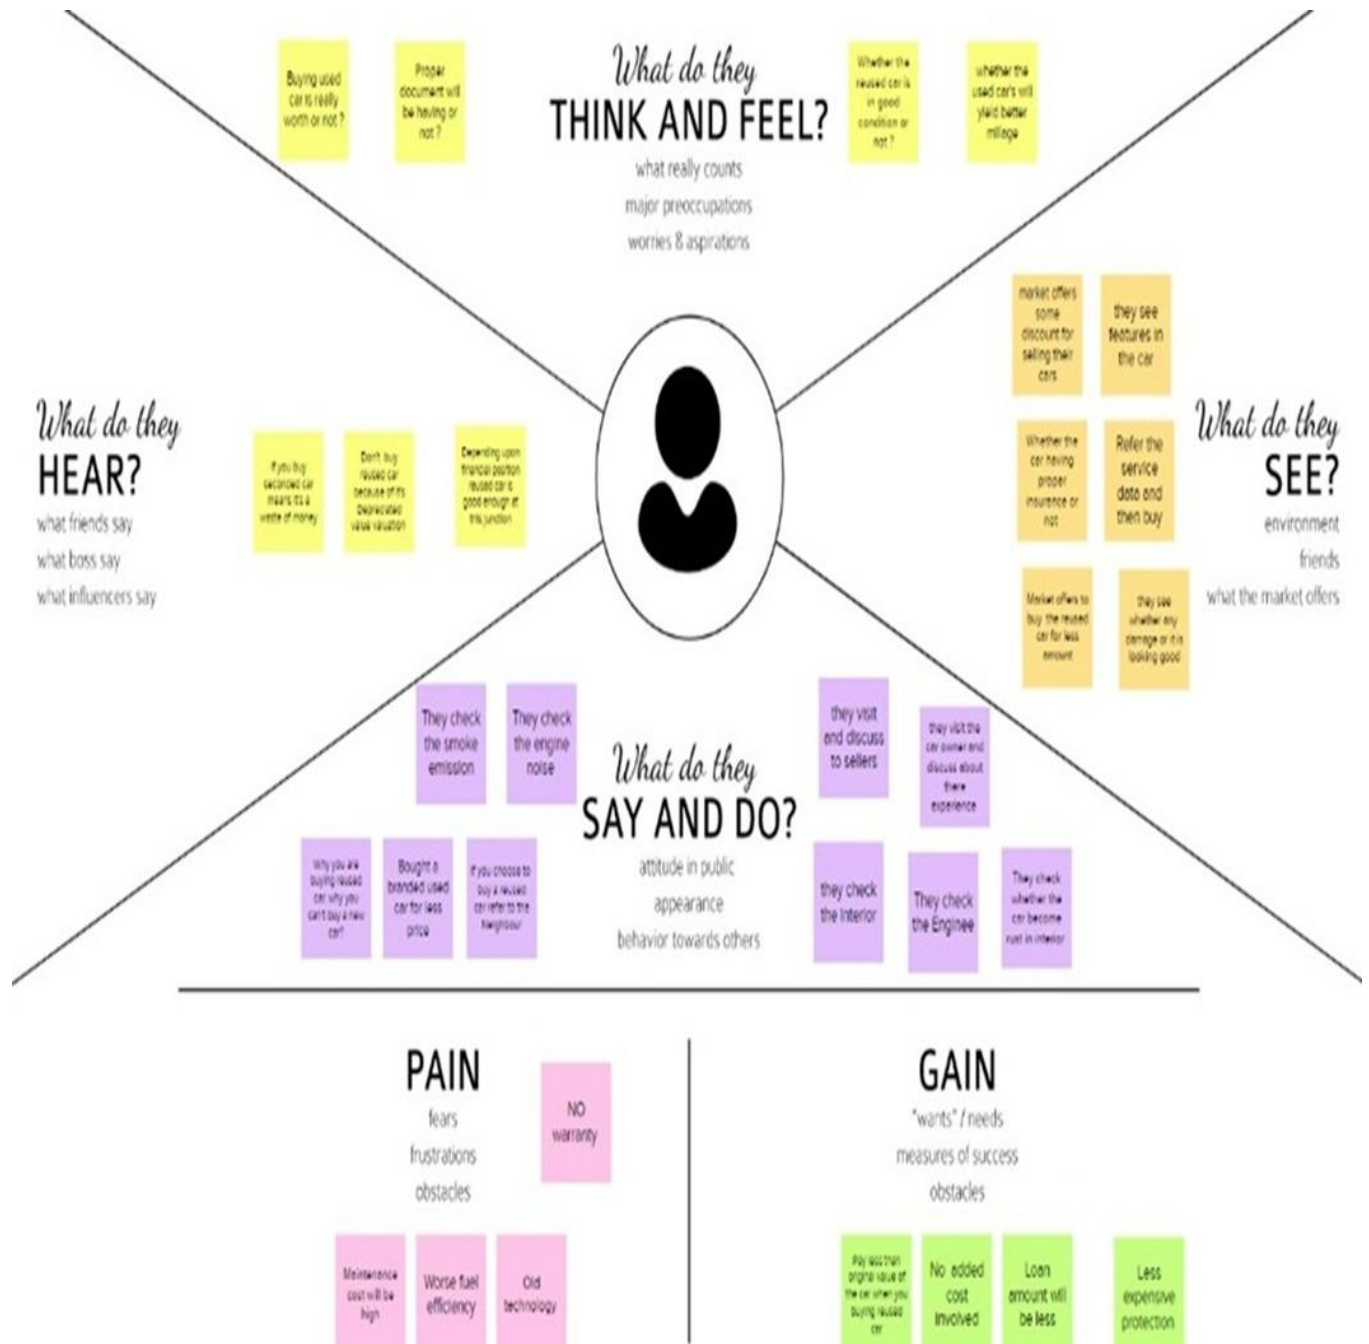 Buying used
car is really
worth or not ?
Proper
document will
be having or
not ?
What do they
THINK AND FEEL?
what really counts
major preoccupations
worries & aspirations
Whether the
reused car is
in good
condition or
not ?
whether the
used car's will
yield better
millage
What do they
HEAR?
what friends say
what boss say
what influencers say
If you buy
seconded car
means it's a
waste of money
Don't buy
reused car
because of it's
Depreciated
value valuation
Depending upon
financial position
reused car is
good enough at
this junction
market offers
some
discount for
selling their
cars
they see
features in
the car
Whether the
car having
proper
insurence or
not
Refer the
service
data and
then buy
Market offers to
buy the reused
car for less
amount
they see
whether any
damage or it is
looking good
What do they
SEE?
environment
friends
what the market offers
They check
the smoke
emission
They check
the engine
noise
Why you are
buying reused
car why you
can't buy a new
car?
Bought a
branded used
car for less
price
If you choose to
buy a reused
car refer to the
Neighbour
What do they
SAY AND DO?
attitude in public
appearance
behavior towards others
they visit
and discuss
to sellers
they visit the
car owner and
discuss about
there
experience
they check
the Interior
They check
the Enginee
They check
whether the
car become
rust in interior
PAIN
fears
frustrations
obstacles
NO
warranty
Maintenance
cost will be
high
Worse fuel
efficiency
Old
technology
GAIN
"wants" / needs
measures of success
obstacles
Pay less than
original value of
the car when you
buying reused
car
No added
cost
involved
Loan
amount will
be less
Less
expensive
protection